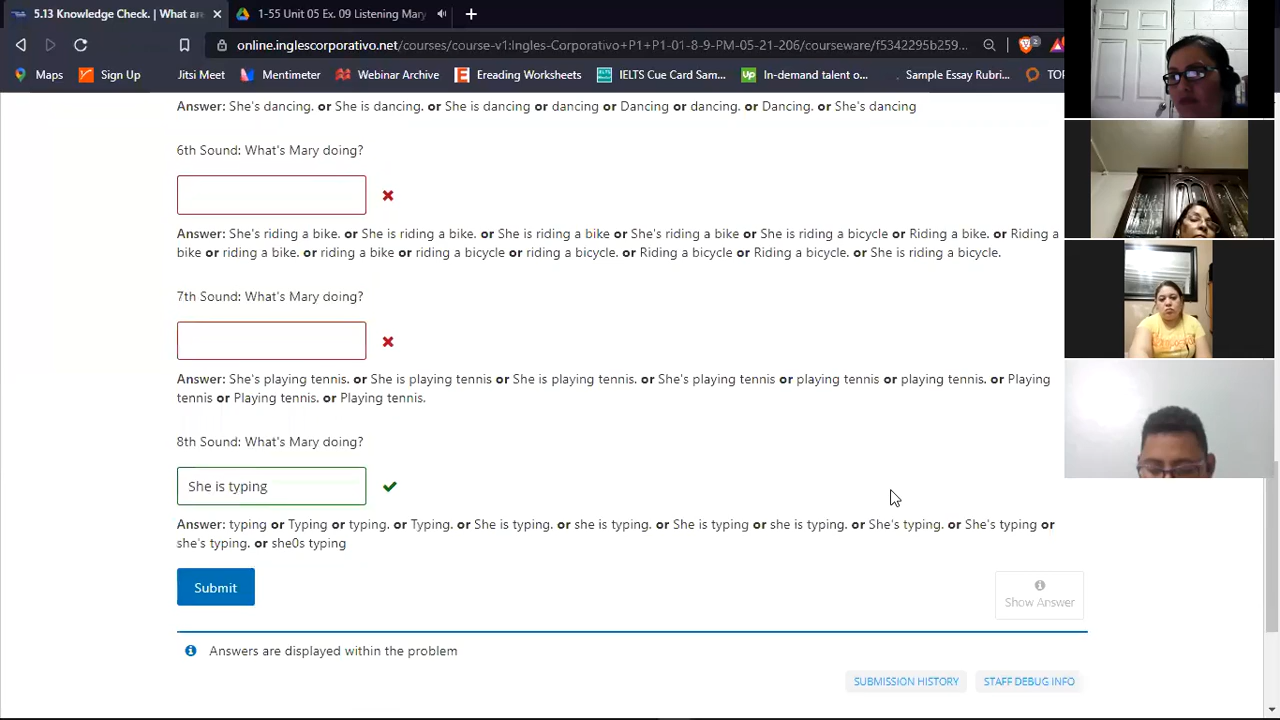 5.13 Knowledge Check. | What are
1-55 Unit 05 Ex. 09 Listening Mary
online.inglescorporativo.net/courses/course-v1:Ingles-Corporativo+P1+P1-01-8-9-PM-05-21-206/courseware/53429925259...
2
Maps
Sign Up
Jitsi Meet
Mentimeter
Webinar Archive
Editing Worksheets
IELTS Cue Card Sam...
In-demand talent o...
Speakingday Rubri...
TOP
Answer: She's dancing. or She is dancing. or She is dancing or dancing or Dancing or dancing. or Dancing. or She's dancing
6th Sound: What's Mary doing?
Answer: She's riding a bike. or She is riding a bike. or She is riding a bike or She's riding a bike or She is riding a bicycle or Riding a bike. or Riding a
bike or riding a bike. or riding a bike or riding a bicycle or riding a bicycle. or Riding a bicycle or Riding a bicycle. or She is riding a bicycle.
7th Sound: What's Mary doing?
Answer: She's playing tennis. or She is playing tennis or She is playing tennis. or She's playing tennis or playing tennis or playing tennis. or Playing
tennis or Playing tennis. or Playing tennis.
8th Sound: What's Mary doing?
She is typing
Answer: typing or Typing or typing. or Typing. or She is typing. or she is typing. or She is typing or she is typing. or She's typing. or She's typing or
she's typing. or she0s typing
Submit
Show Answer
Answers are displayed within the problem
SUBMISSION HISTORY
STAFF DEBUG INFO